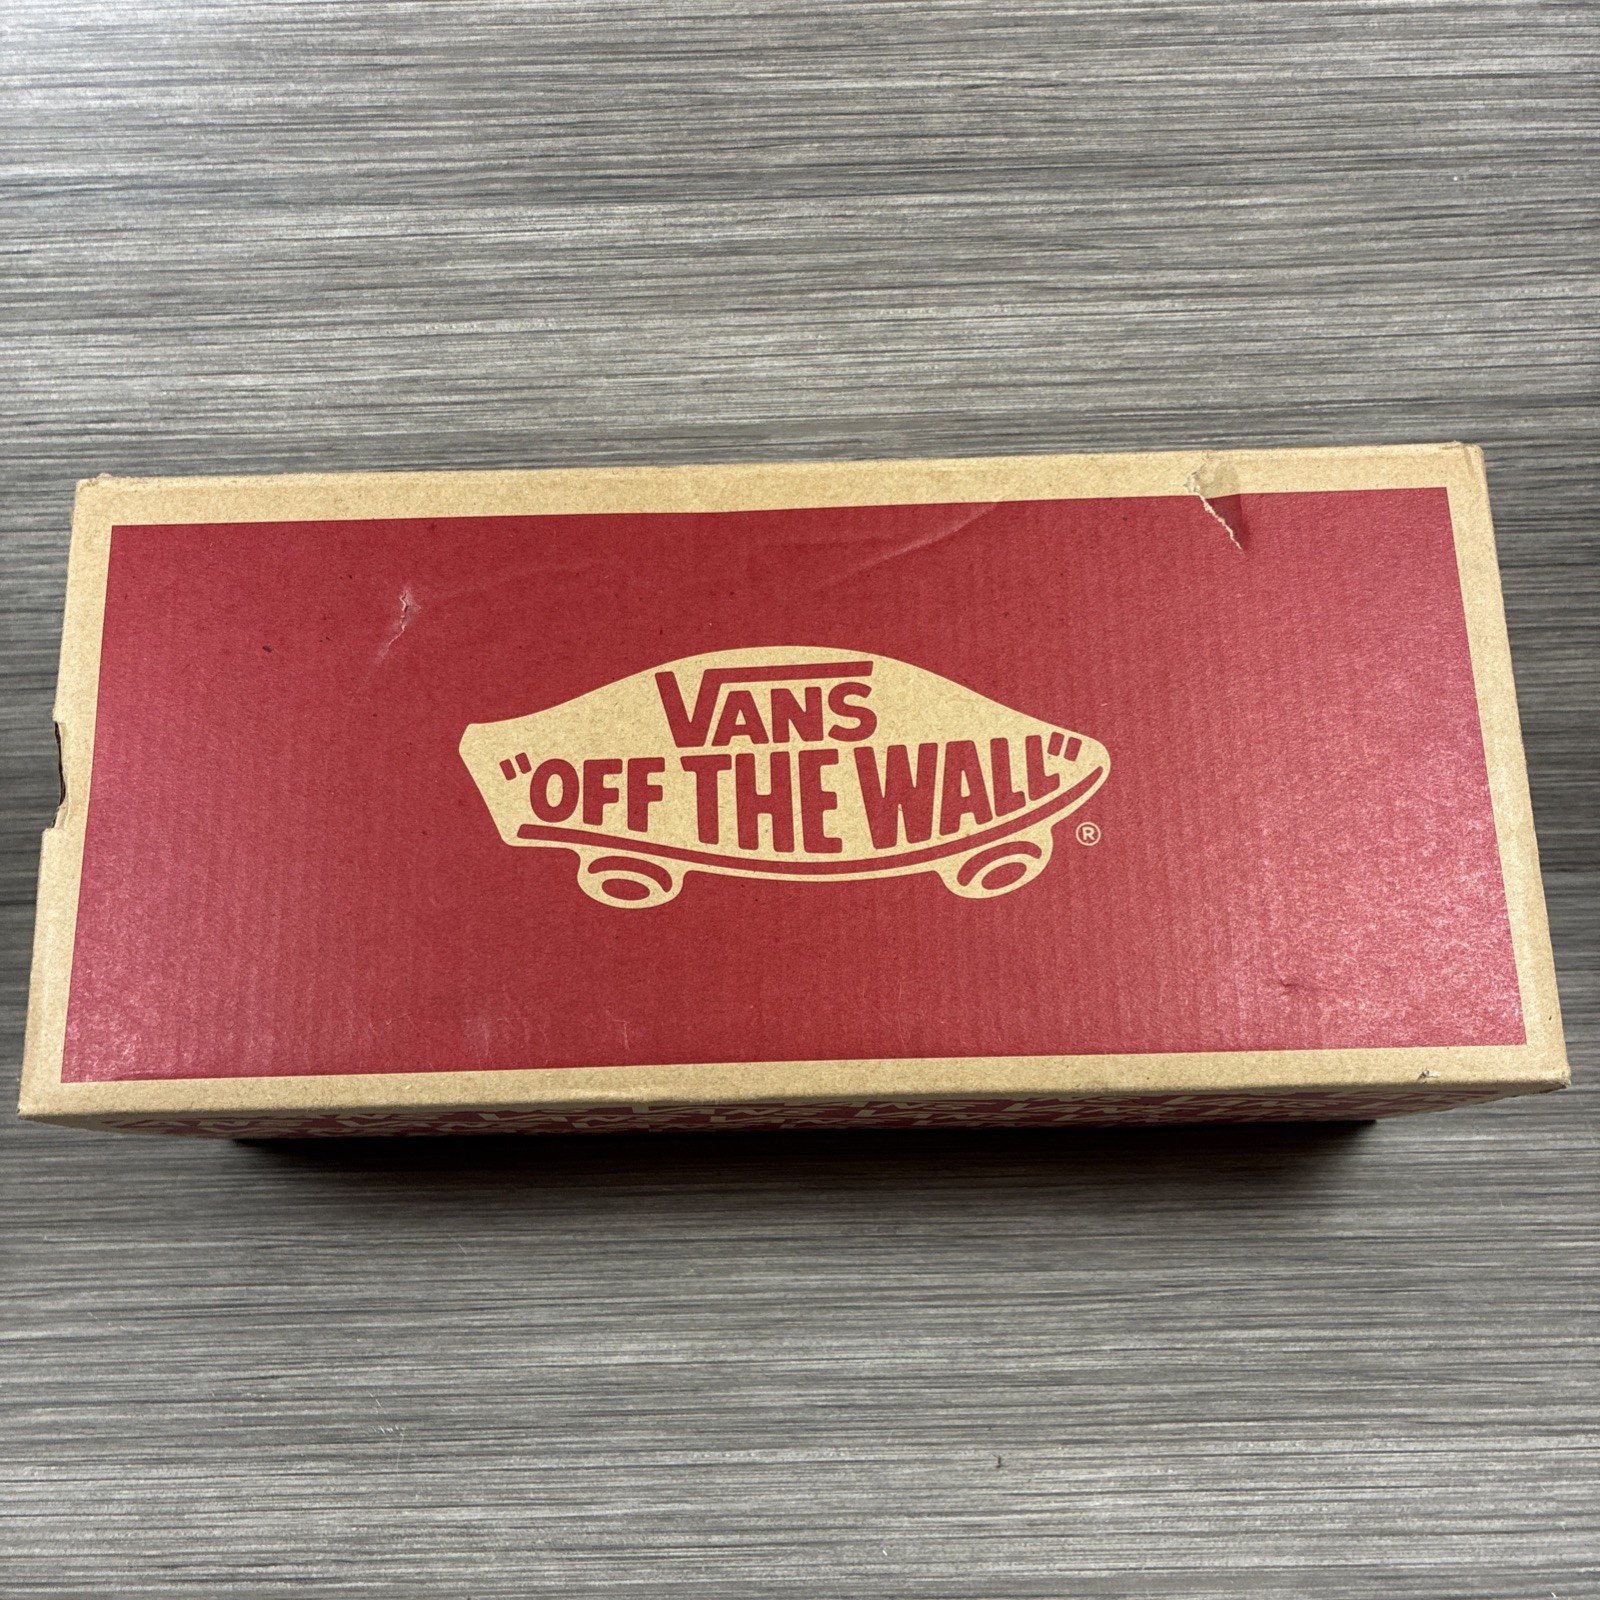 VANS
"OFF THE WALL"
®